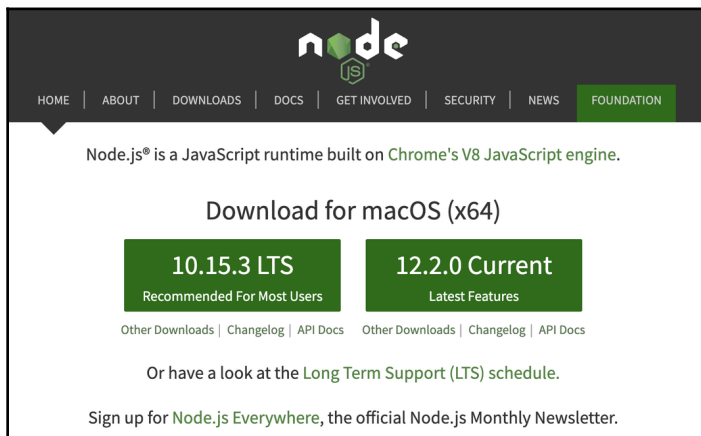 node
JS®
HOME | ABOUT | DOWNLOADS | DOCS | GET INVOLVED | SECURITY | NEWS FOUNDATION
Node.js® is a JavaScript runtime built on Chrome's V8 JavaScript engine.
Download for macOS (x64)
10.15.3 LTS
Recommended For Most Users
12.2.0 Current
Latest Features
Other Downloads | Changelog | API Docs Other Downloads | Changelog | API Docs
Or have a look at the Long Term Support (LTS) schedule.
Sign up for Node.js Everywhere, the official Node.js Monthly Newsletter.